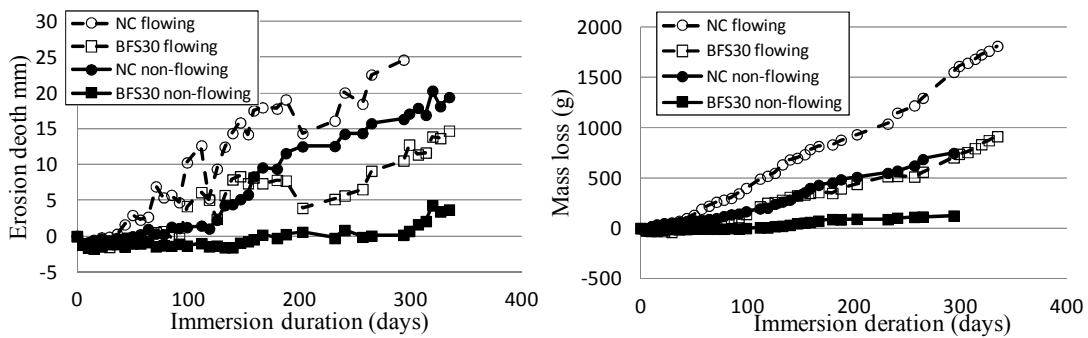 NC flowing
BFS30 flowing
NC non-flowing
BFS30 non-flowing
Erosion deoth mm)
30
25
20
15
10
5
0
-5
0
100
200
300
400
Immersion duration (days)
NC flowing
BFS30 flowing
NC non-flowing
BFS30 non-flowing
Mass loss (g)
2000
1500
1000
500
0
-500
0
100
200
300
400
Immersion deration (days)